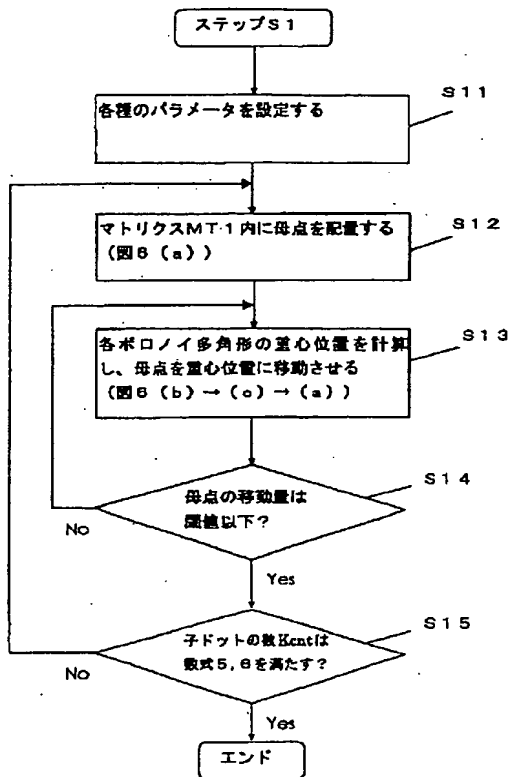 ステップS1
S11
各種のパラメータを設定する
S12
マトリクスMT1内に母点を配置する
(図6 (a))
S13
各ボロノイ多角形の重心位置を計算
し、母点を重心位置に移動させる
(図6 (b)→(c)→(a))
S14
母点の移動量は
閾値以下?
No
Yes
S15
子ドットの数Kcntは
数式5,6を満たす?
No
Yes
エンド